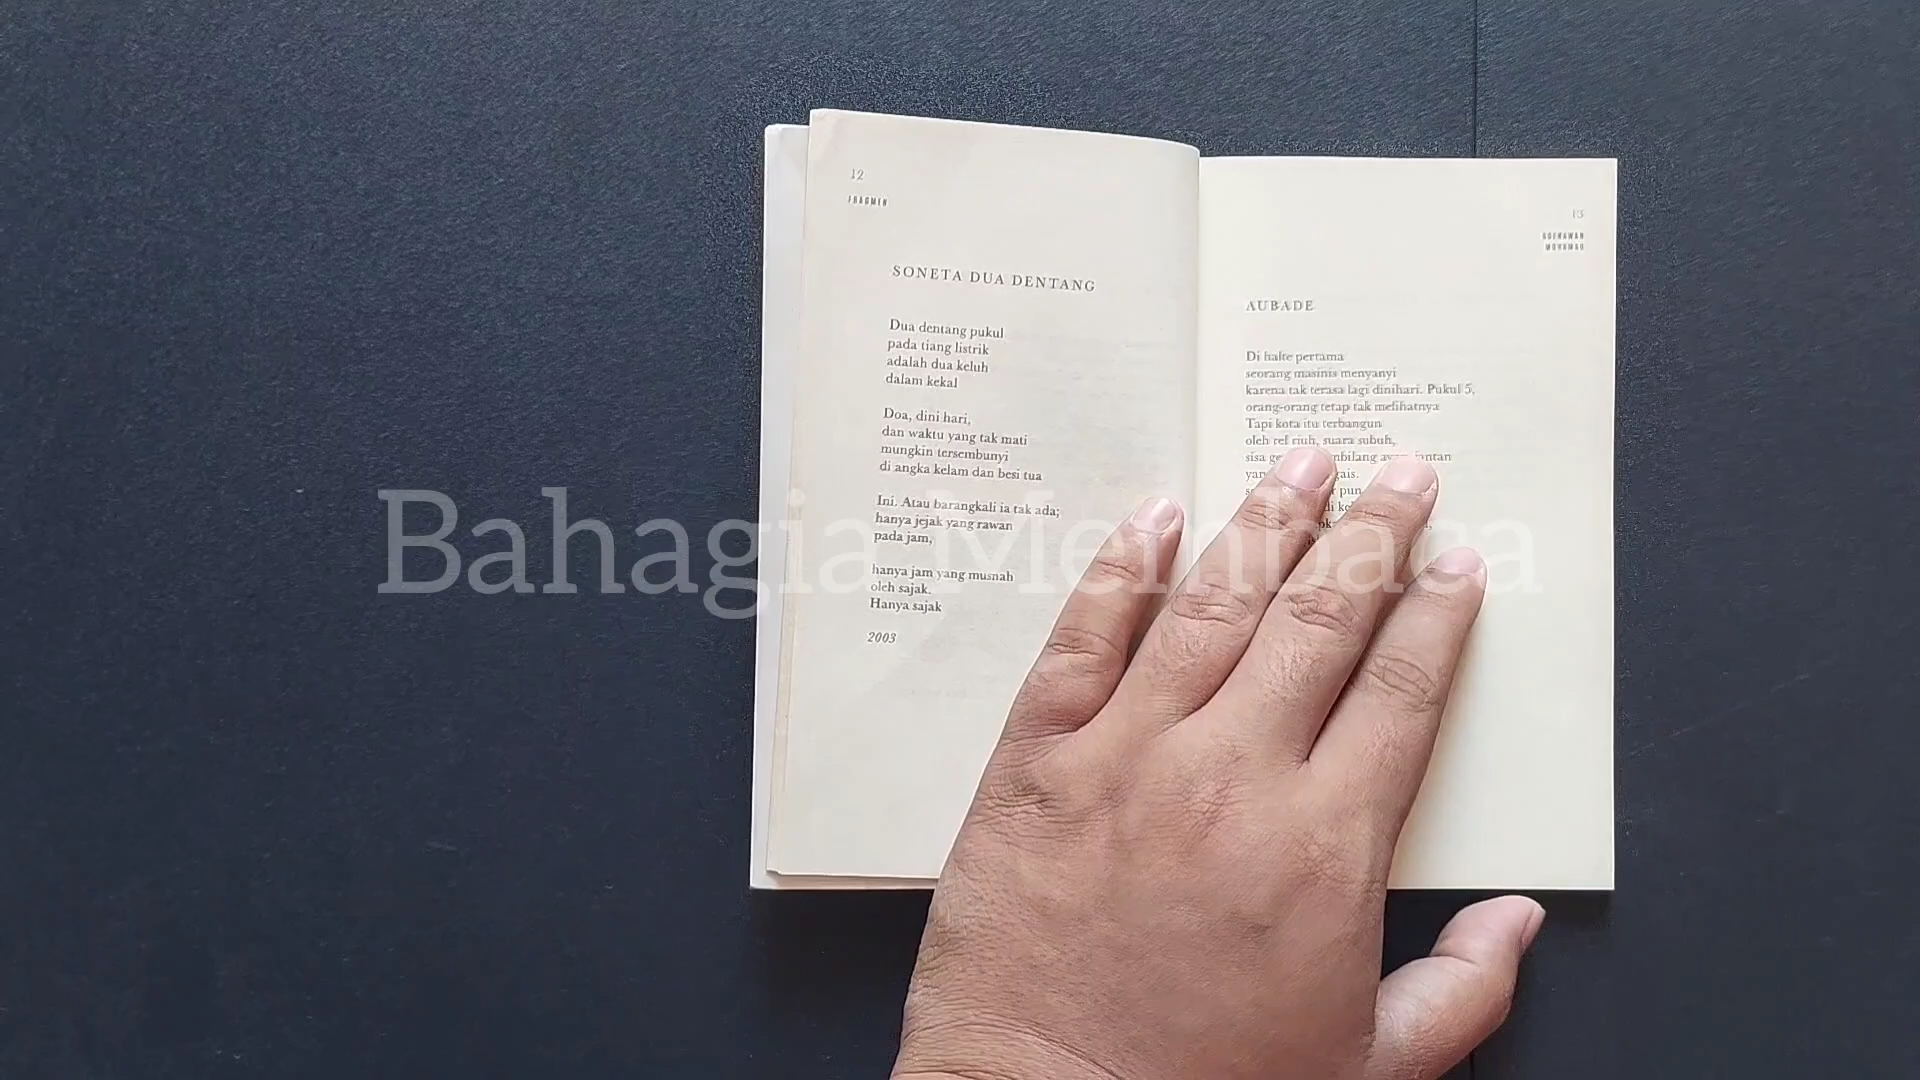 12
FRAGMEN
SONETA DUA DENTANG
Dua dentang pukul
pada tiang listrik
adalah dua keluh
dalam kekal
Doa, dini hari,
dan waktu yang tak mati
mungkin tersembunyi
di angka kelam dan besi tua
Ini. Atau barangkali ia tak ada;
hanya jejak yang rawan
pada jam,
hanya jam yang musnah
oleh sajak.
Hanya sajak
2003
13
GOENAWAN
MOHAMAD
AUBADE
Di halte pertama
seorang masinis menyanyi
karena tak terasa lagi dinihari. Pukul 5,
orang-orang tetap tak melihatnya
Tapi kota itu terbangun
oleh rel riuh, suara subuh,
sisa
pun
Bahagia Membaca